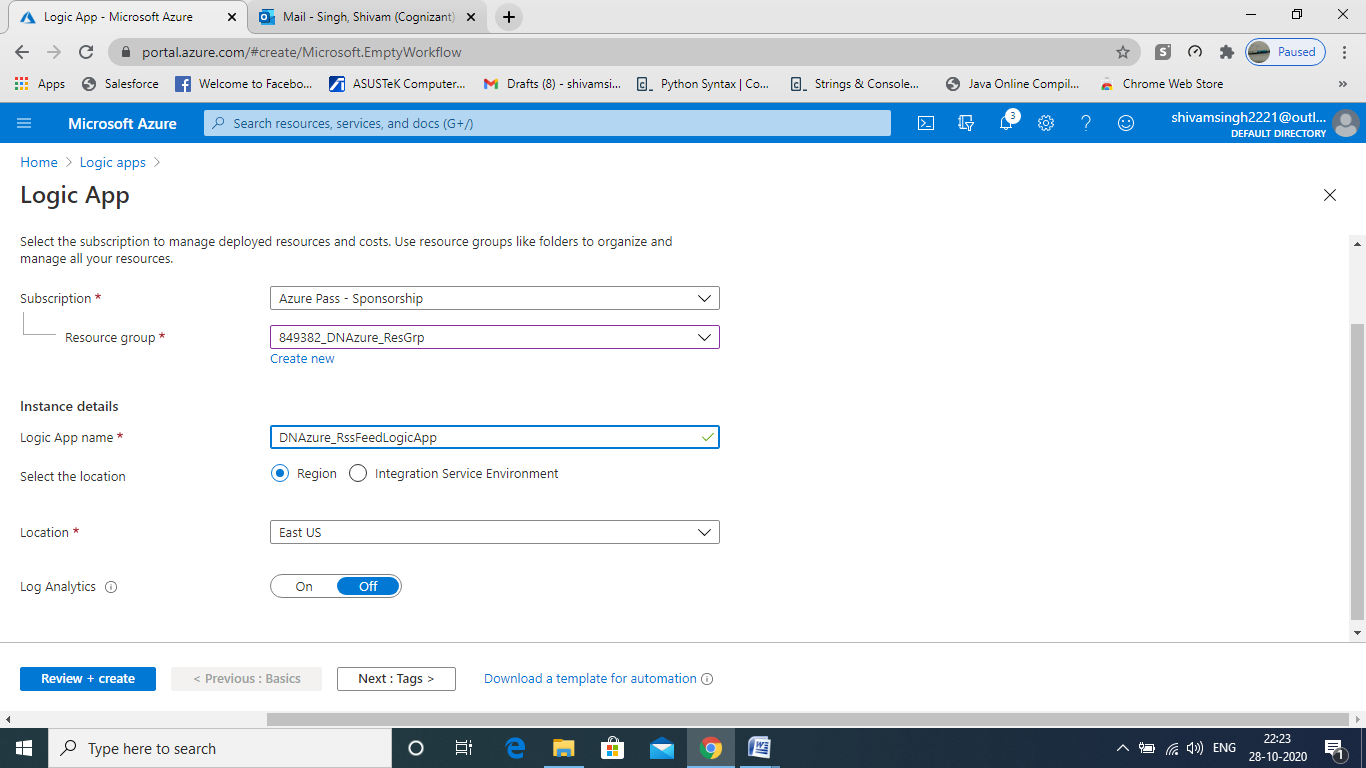 Logic App - Microsoft Azure
Mail - Singh, Shivam (Cognizant)
portal.azure.com/#create/Microsoft.EmptyWorkflow
Paused
Apps
Salesforce
Welcome to Facebo...
ASUSTeK Computer...
Drafts (8) - shivamsi...
Python Syntax | Co...
Strings & Console...
Java Online Compil...
Chrome Web Store
»
Microsoft Azure
Search resources, services, and docs (G+/)
3
shivamsingh2221@outl...
DEFAULT DIRECTORY
Home > Logic apps >
Logic App
Select the subscription to manage deployed resources and costs. Use resource groups like folders to organize and
manage all your resources.
Subscription *
Azure Pass - Sponsorship
Resource group *
849382_DNAzure_ResGrp
Create new
Instance details
Logic App name *
DNAzure_RssFeedLogicApp
Select the location
Region
Integration Service Environment
Location *
East US
Log Analytics
On
Off
Review + create
< Previous : Basics
Next : Tags >
Download a template for automation
Type here to search
ENG
22:23
28-10-2020
1